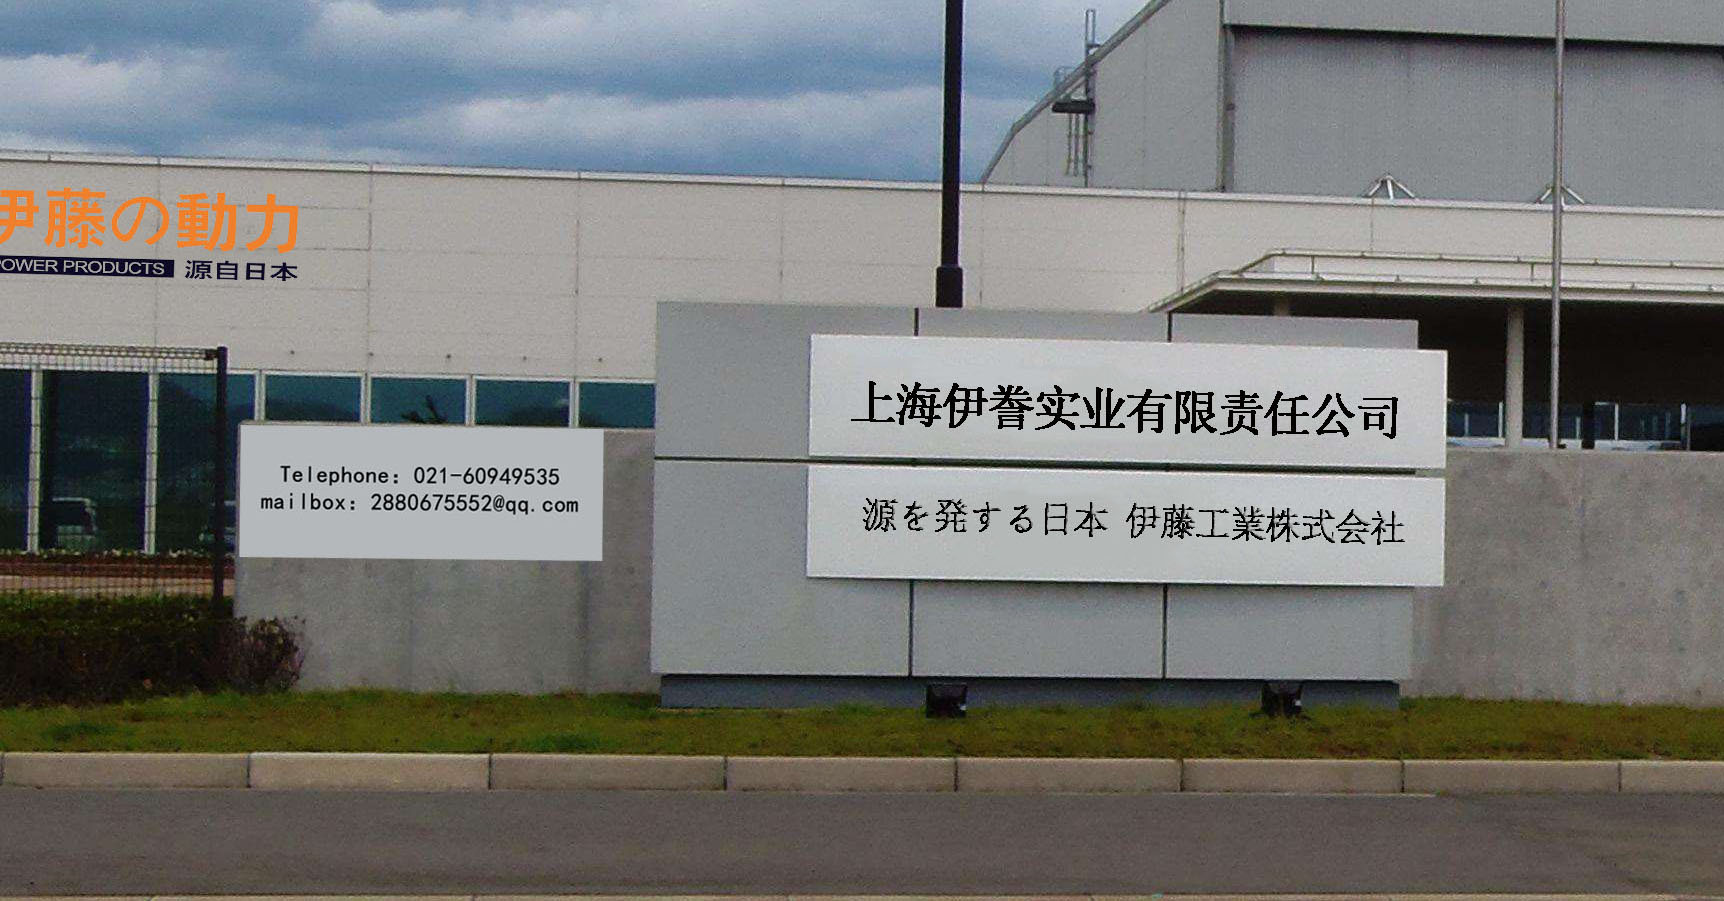 伊藤の動力
POWER PRODUCTS 源自日本
上海伊誊实业有限责任公司
源を発する日本 伊藤工業株式会社
Telephone: 021-60949535
mailbox: 2880675552@qq.com